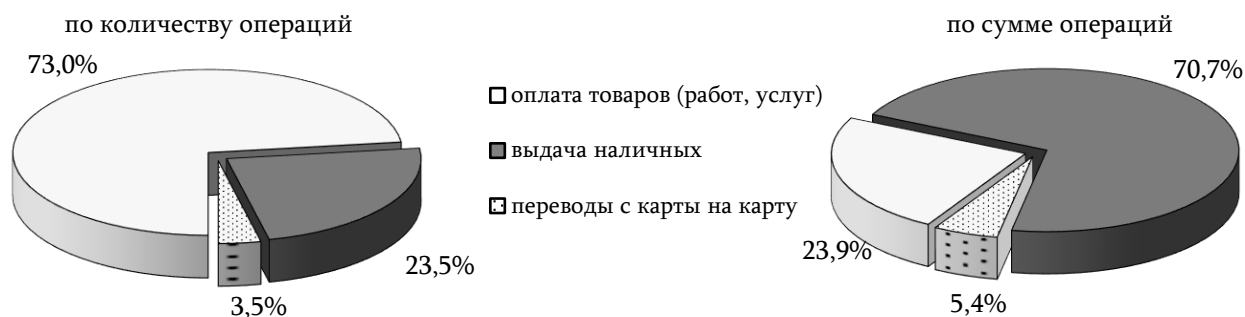 по количеству операций
73,0%
23,5%
3,5%
оплата товаров (работ, услуг)
выдача наличных
переводы с карты на карту
по сумме операций
70,7%
23,9%
5,4%